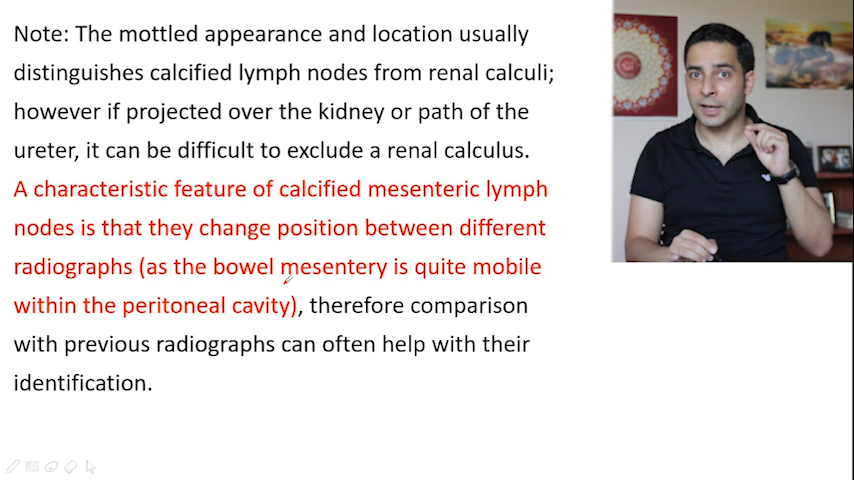 Note: The mottled appearance and location usually
distinguishes calcified lymph nodes from renal calculi;
however if projected over the kidney or path of the
ureter, it can be difficult to exclude a renal calculus.
A characteristic feature of calcified mesenteric lymph
nodes is that they change position between different
radiographs (as the bowel mesentery is quite mobile
within the peritoneal cavity), therefore comparison
with previous radiographs can often help with their
identification.